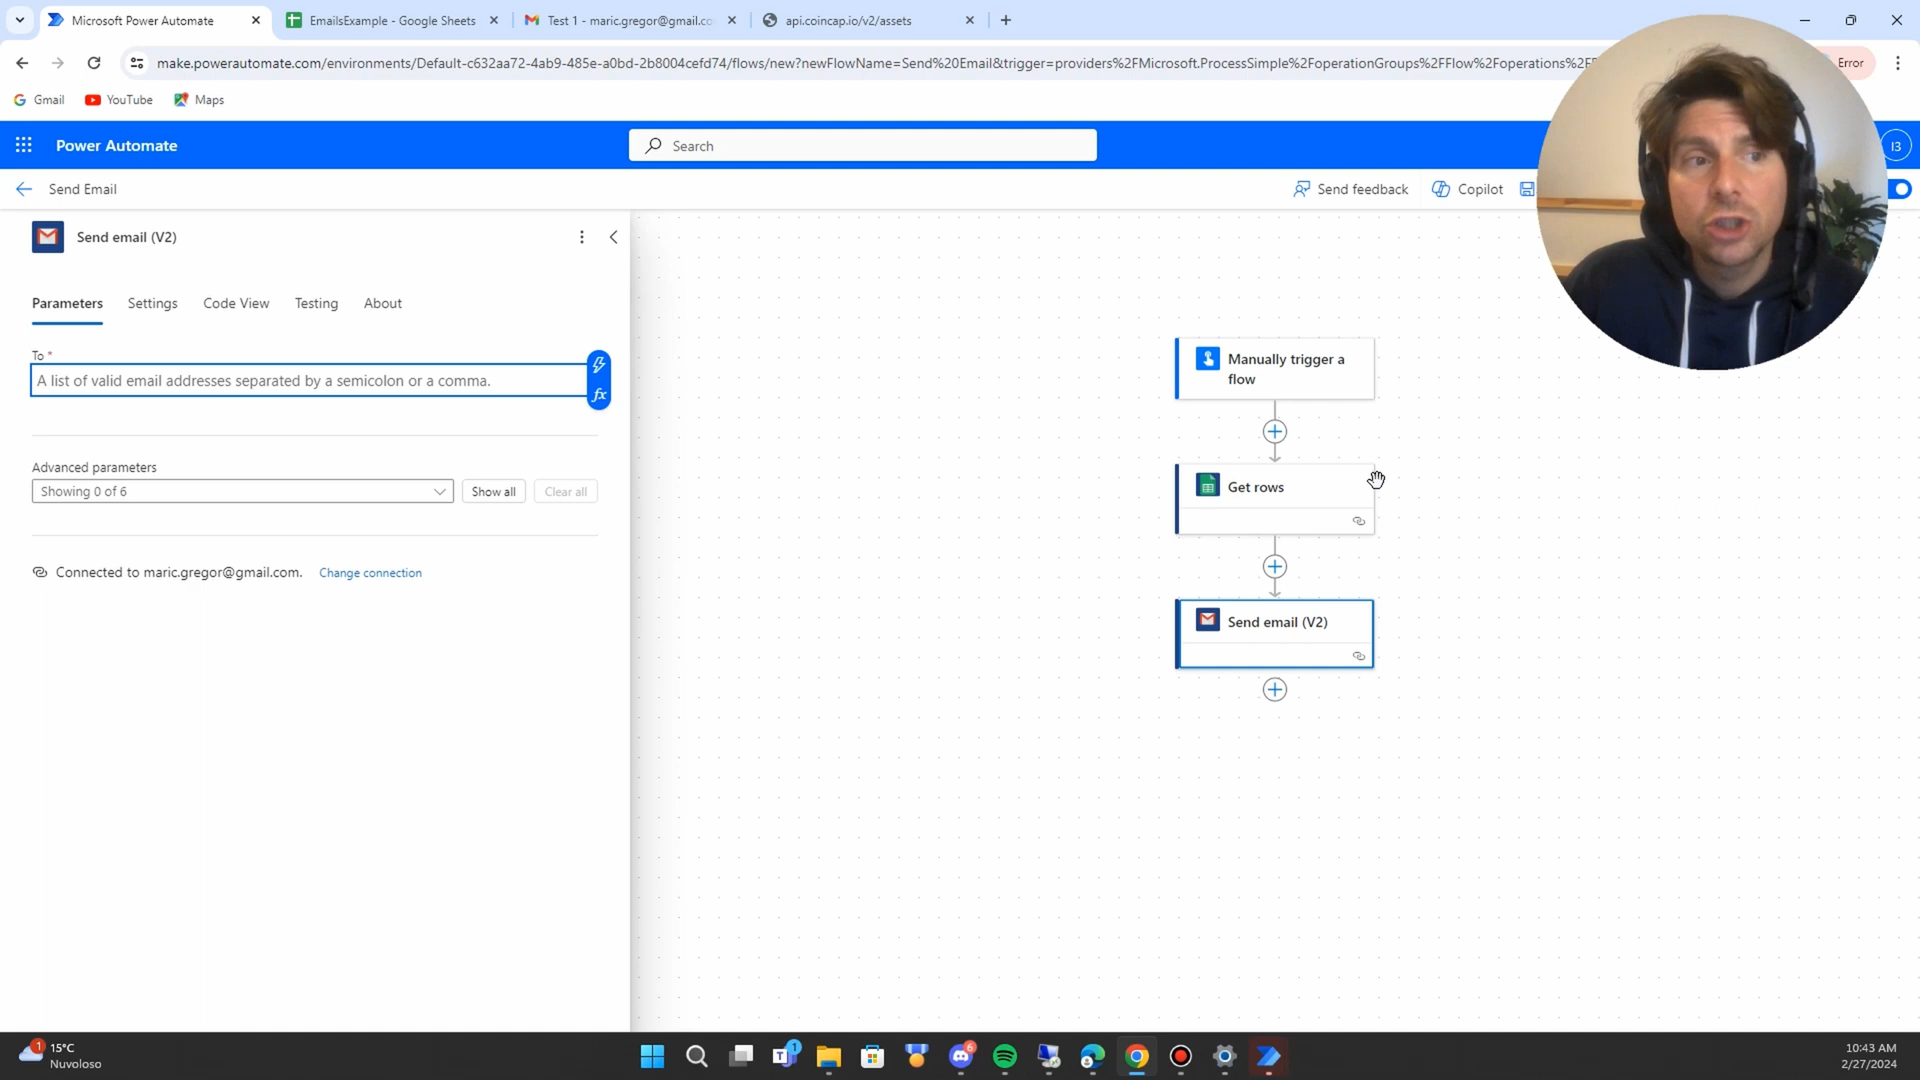 Microsoft Power Automate
EmailsExample - Google Sheets
Test 1 - maric.gregor@gmail.co
api.coincap.io/v2/assets
make.powerautomate.com/environments/Default-c632aa72-4ab9-485e-a0bd-2b8004cefd74/flows/new?newFlowName=Send%20Email&trigger=providers%2FMicrosoft.ProcessSimple%2FoperationGroups%2FFlow%2Foperations%2F
Error
Gmail
YouTube
Maps
Power Automate
Search
I3
Send Email
Send feedback
Copilot
Send email (V2)
Parameters
Settings
Code View
Testing
About
To *
A list of valid email addresses separated by a semicolon or a comma.
fx
Advanced parameters
Showing 0 of 6
Show all
Clear all
Connected to maric.gregor@gmail.com.
Change connection
Manually trigger a
flow
Get rows
Send email (V2)
1
15°C
Nuvoloso
1
6
10:43 AM
2/27/2024